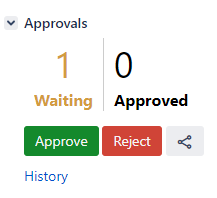 Approvals
1 0
Waiting Approved
Approve Reject
History